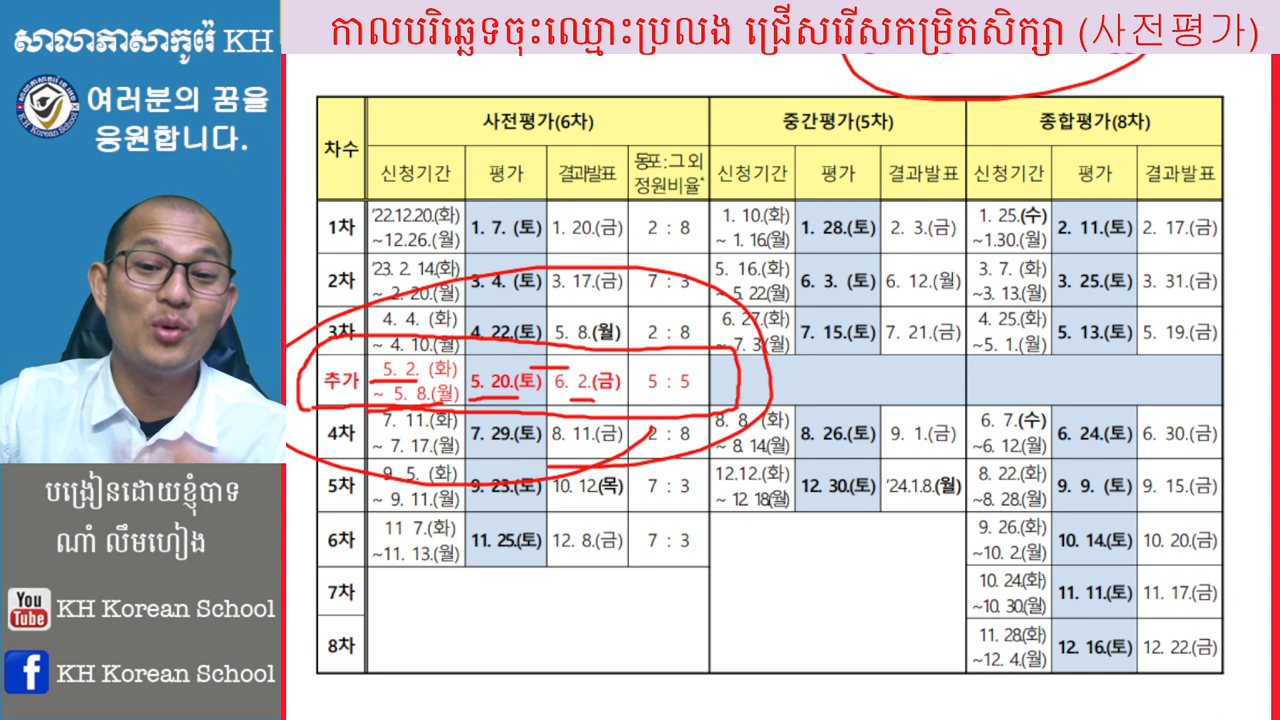 សាលាភាសាកូរ៉េ KH
여러분의 꿈을
응원합니다.
កាលបរិច្ឆេទចុះឈ្មោះប្រលង ជ្រើសរើសកម្រិតសិក្សា (사전평가)
차수 사전평가(6차) 중간평가(5차) 종합평가(8차)
신청기간 평가 결과발표 동포:그외 정원비율* 신청기간 평가 결과발표 신청기간 평가 결과발표
1차 '22.12.20.(화) ~12.26.(월) 1. 7. (토) 1. 20.(금) 2 : 8 1. 10.(화) ~ 1. 16.(월) 1. 28.(토) 2. 3.(금) 1. 25.(수) ~1.30.(월) 2. 11.(토) 2. 17.(금)
2차 '23. 2. 14.(화) ~ 2. 20.(월) 3. 4. (토) 3. 17.(금) 7 : 3 5. 16.(화) ~ 5. 22(월) 6. 3. (토) 6. 12.(월) 3. 7. (화) ~3. 13.(월) 3. 25.(토) 3. 31.(금)
3차 4. 4. (화) ~ 4. 10.(월) 4. 22.(토) 5. 8.(월) 2 : 8 6. 27.(화) ~ 7. 3.(월) 7. 15.(토) 7. 21.(금) 4. 25.(화) ~5. 1.(월) 5. 13.(토) 5. 19.(금)
추가 5. 2. (화) ~ 5. 8.(월) 5. 20.(토) 6. 2.(금) 5 : 5
4차 7. 11.(화) ~ 7. 17.(월) 7. 29.(토) 8. 11.(금) 2 : 8 8. 8. (화) ~ 8. 14(월) 8. 26.(토) 9. 1.(금) 6. 7.(수) ~6. 12(월) 6. 24.(토) 6. 30.(금)
5차 9. 5. (화) ~ 9. 11.(월) 9. 23.(토) 10. 12.(목) 7 : 3 12.12.(화) ~ 12. 18(월) 12. 30.(토) '24.1.8.(월) 8. 22.(화) ~8. 28.(월) 9. 9. (토) 9. 15.(금)
6차 11 7.(화) ~11. 13.(월) 11. 25.(토) 12. 8.(금) 7 : 3 9. 26.(화) ~10. 2.(월) 10. 14.(토) 10. 20.(금)
7차 10. 24.(화) ~10. 30(월) 11. 11.(토) 11. 17.(금)
8차 11. 28.(화) ~12. 4.(월) 12. 16.(토) 12. 22.(금)
បង្រៀនដោយខ្ញុំបាទ
ណាំ លឹមហៀង
You Tube KH Korean School
f KH Korean School